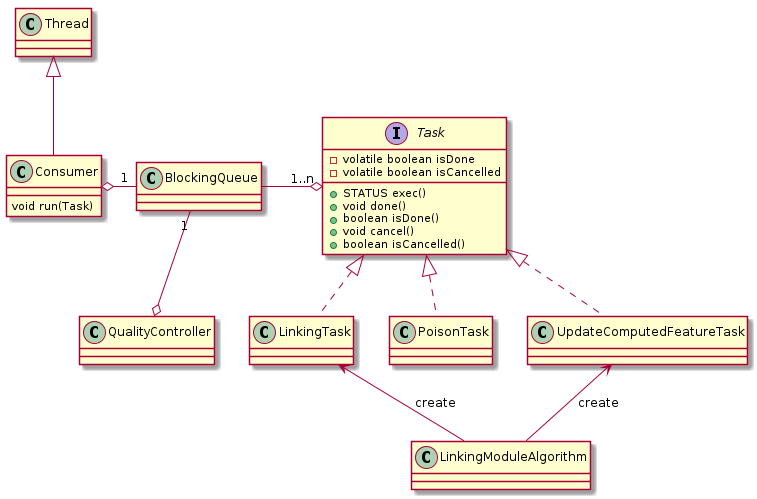 C Thread
C Consumer
void run(Task)
1
C BlockingQueue
1..n
1
I Task
volatile boolean isDone
volatile boolean isCancelled
STATUS exec()
void done()
boolean isDone()
void cancel()
boolean isCancelled()
C QualityController
C LinkingTask
C PoisonTask
C UpdateComputedFeatureTask
create
create
C LinkingModuleAlgorithm